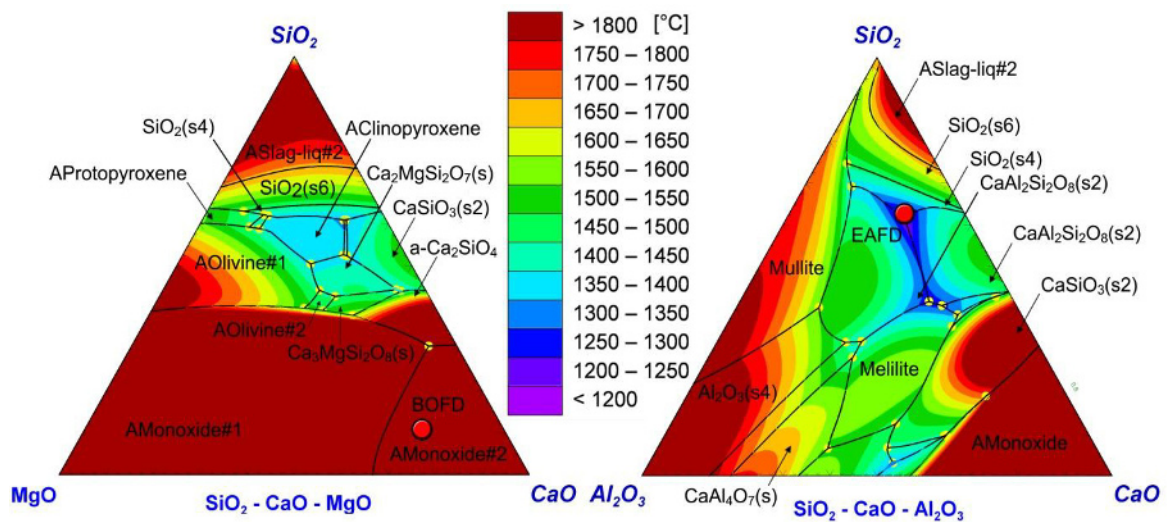 SiO₂
SiO₂(s4)
AClinopyroxene
ASlag-liq#2
Ca₂MgSi₂O₇(s)
AProtopyroxene
SiO₂(s6)
CaSiO₃(s2)
a-Ca₂SiO₄
AOlivine#1
AOlivine#2
Ca₃MgSi₂O₈(s)
BOFD
AMonoxide#1
AMonoxide#2
MgO
CaO
SiO₂ - CaO - MgO
> 1800 [°C]
1750 – 1800
1700 – 1750
1650 – 1700
1600 – 1650
1550 – 1600
1500 – 1550
1450 – 1500
1400 – 1450
1350 – 1400
1300 – 1350
1250 – 1300
1200 – 1250
< 1200
SiO₂
ASlag-liq#2
SiO₂(s6)
SiO₂(s4)
CaAl₂Si₂O₈(s2)
EAFD
CaAl₂Si₂O₈(s2)
Mullite
CaSiO₃(s2)
Melilite
Al₂O₃(s4)
AMonoxide
CaAl₄O₇(s)
Al₂O₃
CaO
SiO₂ - CaO - Al₂O₃